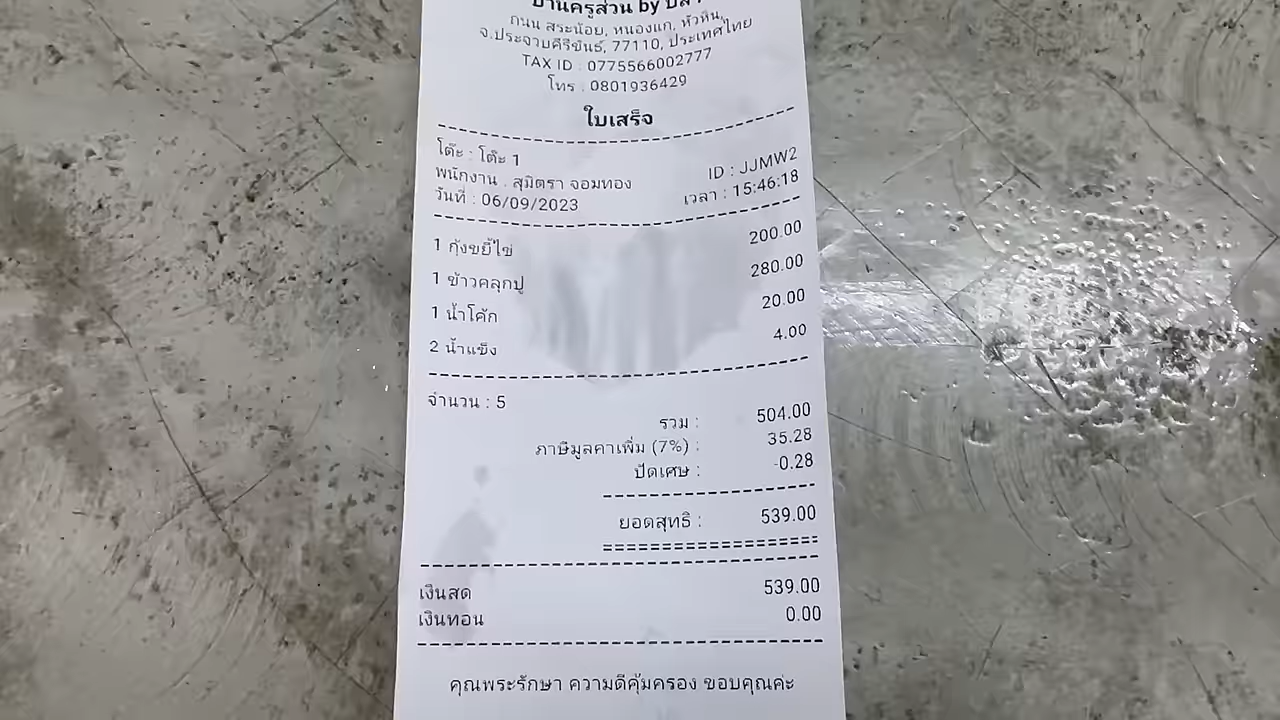 บ้านครูส่วน by
ถนน สระน้อย, หนองแก, หัวหิน,
จ.ประจวบคีรีขันธ์, 77110, ประเทศไทย
TAX ID : 0775566002777
โทร : 0801936429
ใบเสร็จ
โต๊ะ : โต๊ะ 1
ID : JJMW2
พนักงาน : สุมิตรา จอมทอง
วันที่ : 06/09/2023 เวลา : 15:46:18
1 กุ้งขยี้ไข่ 200.00
1 ข้าวคลุกปู 280.00
1 น้ำโค้ก 20.00
2 น้ำแข็ง 4.00
จำนวน : 5
รวม : 504.00
ภาษีมูลค่าเพิ่ม (7%) : 35.28
ปัดเศษ : -0.28
ยอดสุทธิ : 539.00
เงินสด 539.00
เงินทอน 0.00
คุณพระรักษา ความดีคุ้มครอง ขอบคุณค่ะ